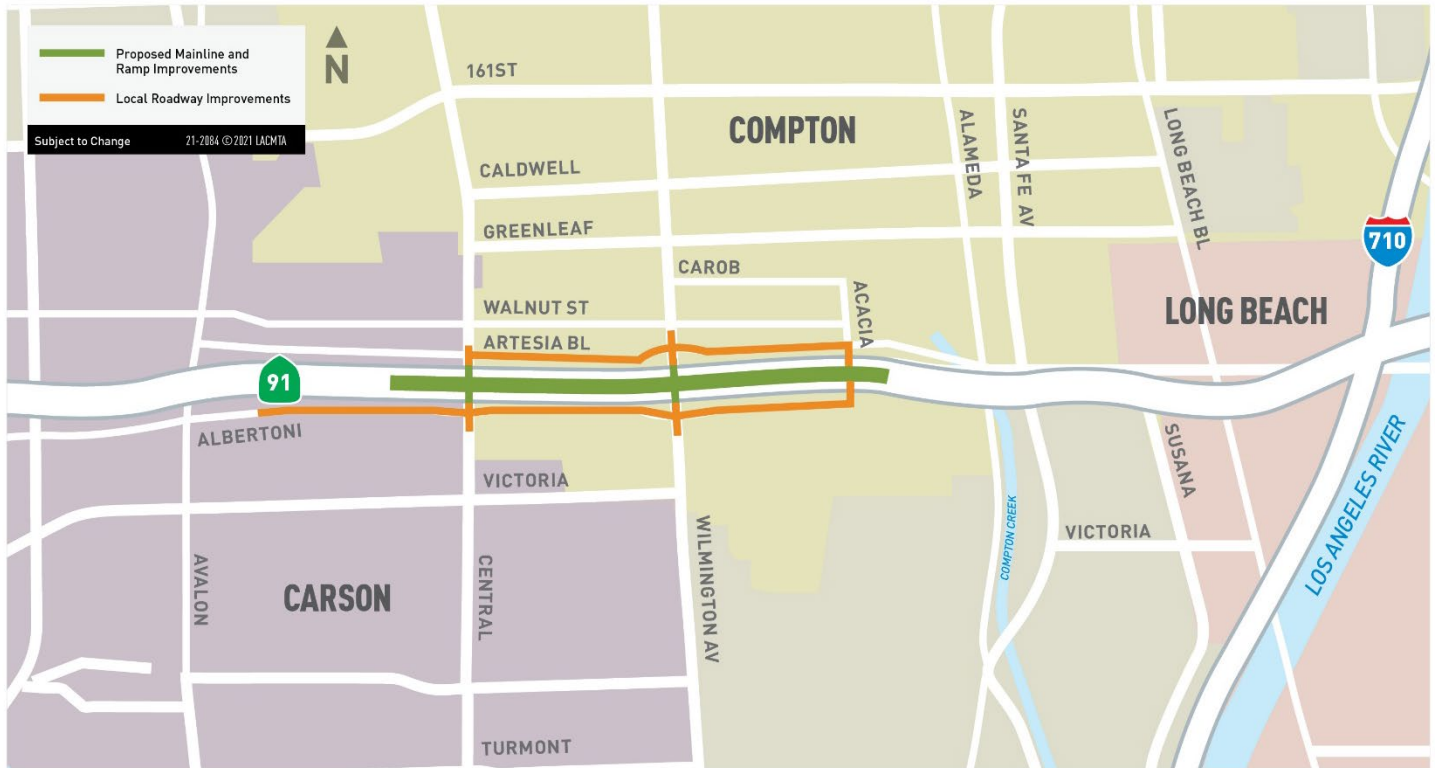 Proposed Mainline and
Ramp Improvements
Local Roadway Improvements
Subject to Change 21-2084 ©2021 LACMTA
N
161ST
COMPTON
ALAMEDA
SANTA FE AV
LONG BEACH BL
CALDWELL
GREENLEAF
710
CAROB
ACACIA
WALNUT ST
LONG BEACH
ARTESIA BL
91
ALBERTONI
SUSANA
LOS ANGELES RIVER
VICTORIA
COMPTON CREEK
VICTORIA
WILMINGTON AV
AVALON
CENTRAL
CARSON
TURMONT